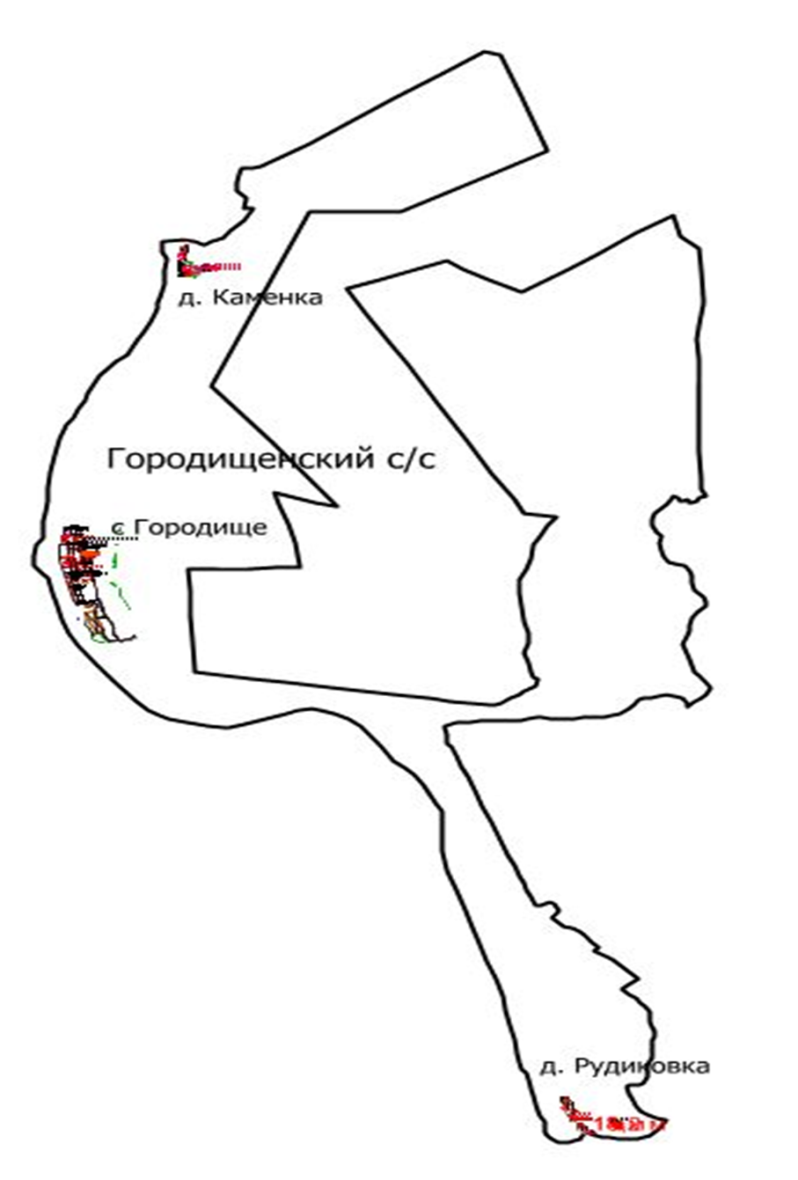 д. Каменка
Городищенский с/с
с Городище
д. Рудиковка